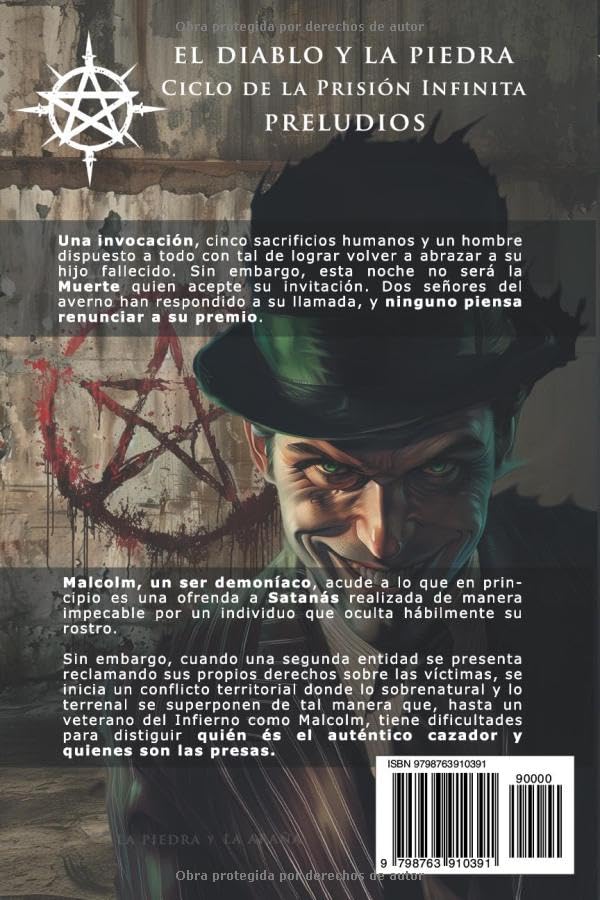 Obra protegida por derechos de autor
EL DIABLO Y LA PIEDRA
CICLO DE LA PRISIÓN INFINITA
PRELUDIOS
Una invocación, cinco sacrificios humanos y un hombre
dispuesto a todo con tal de lograr volver a abrazar a su
hijo fallecido. Sin embargo, esta noche no será la
Muerte quien acepte su invitación. Dos señores del
averno han respondido a su llamada, y ninguno piensa
renunciar a su premio.
Malcolm, un ser demoníaco, acude a lo que en prin-
cipio es una ofrenda a Satanás realizada de manera
impecable por un individuo que oculta hábilmente su
rostro.
Sin embargo, cuando una segunda entidad se presenta
reclamando sus propios derechos sobre las víctimas, se
inicia un conflicto territorial donde lo sobrenatural y lo
terrenal se superponen de tal manera que, hasta un
veterano del Infierno como Malcolm, tiene dificultades
para distiguir quién és el auténtico cazador y
quienes son las presas.
ISBN 9798763910391
90000
9 798763 910391
LA PIEDRA Y LA ARAÑA
Obra protegida por derechos de autor